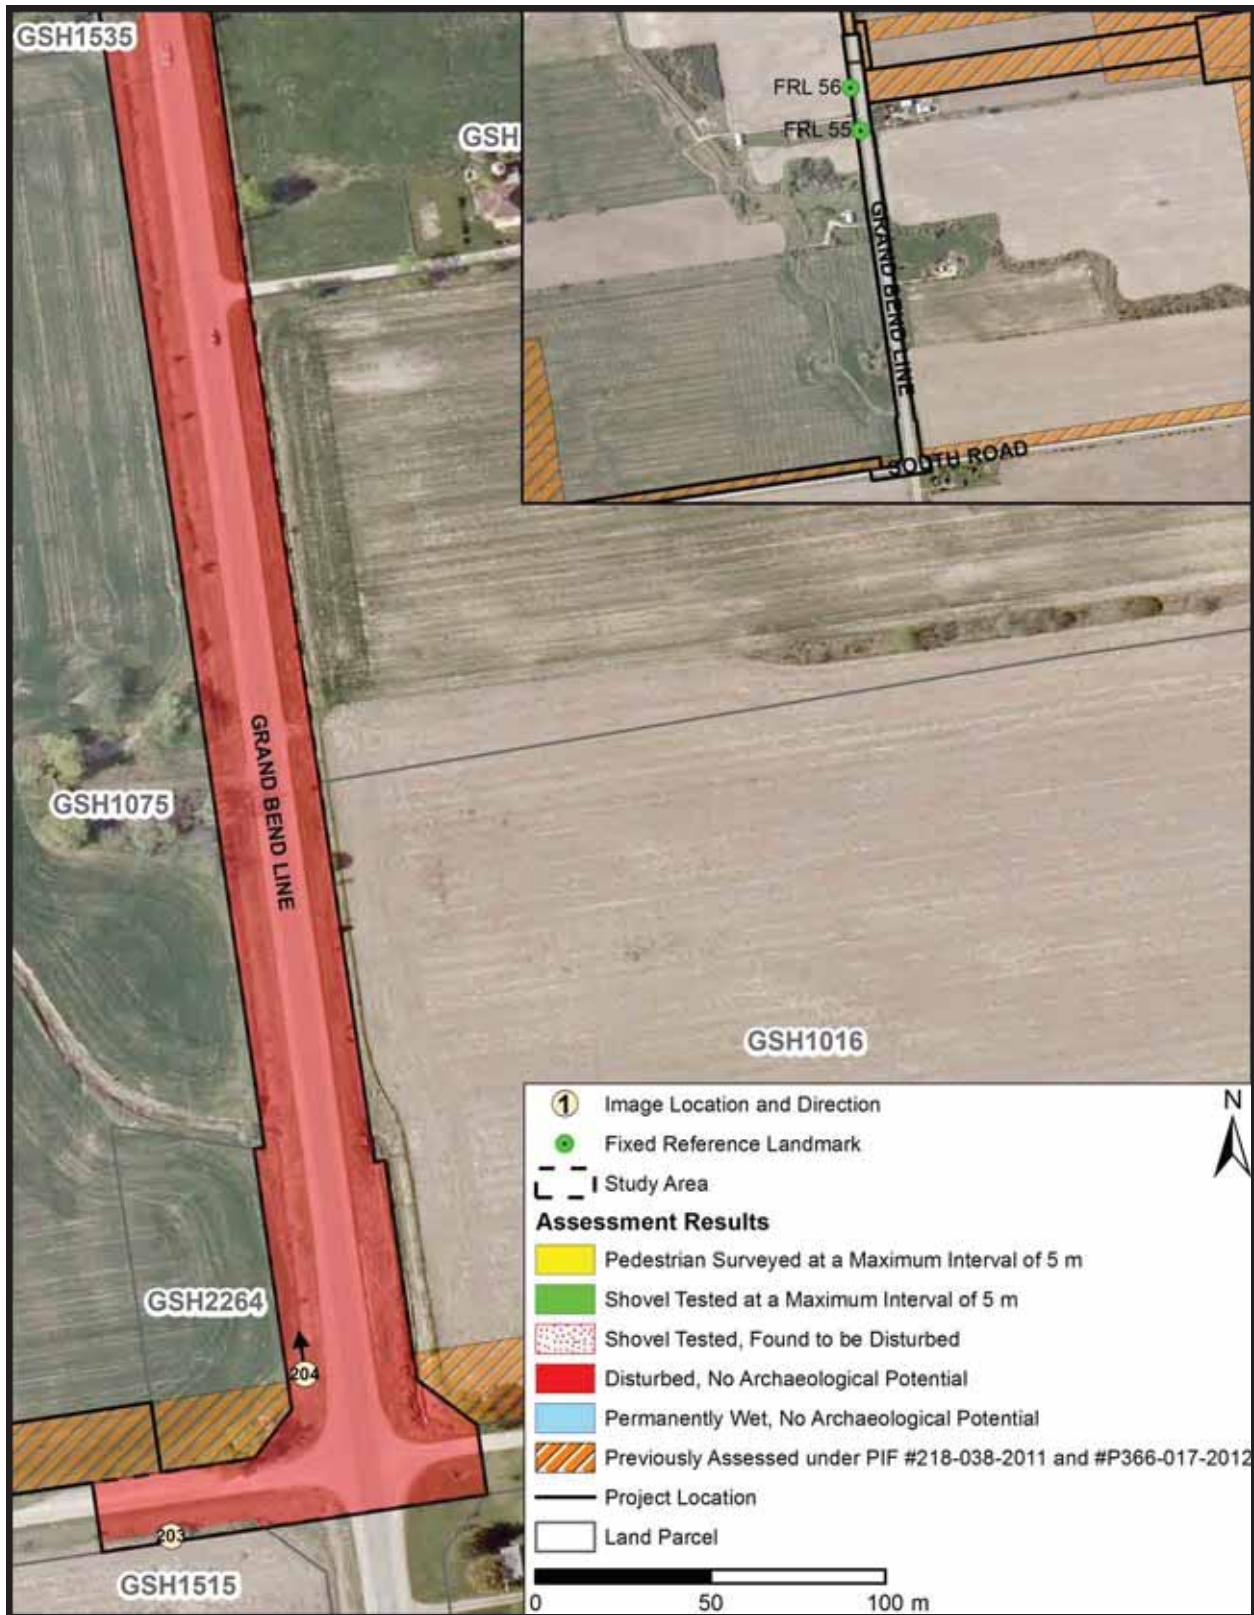 GSH1535
GSH
FRL 56
FRL 55
GRAND BEND LINE
SOUTH ROAD
GRAND BEND LINE
GSH1075
GSH1016
GSH2264
204
203
GSH1515
1 Image Location and Direction
N
Fixed Reference Landmark
Study Area
Assessment Results
Pedestrian Surveyed at a Maximum Interval of 5 m
Shovel Tested at a Maximum Interval of 5 m
Shovel Tested, Found to be Disturbed
Disturbed, No Archaeological Potential
Permanently Wet, No Archaeological Potential
Previously Assessed under PIF #218-038-2011 and #P366-017-2012
Project Location
Land Parcel
0 50 100 m